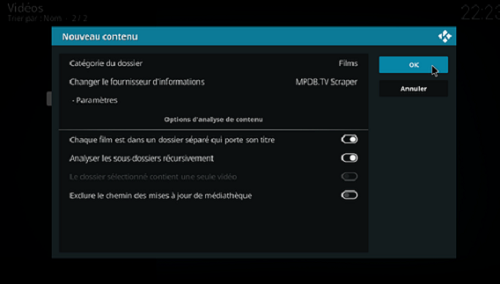 Vidéos
Trier par : Nom · 2 / 2
22:23
Nouveau contenu
Catégorie du dossier Films
OK
Changer le fournisseur d'informations MPDB.TV Scraper
Annuler
- Paramètres
Options d'analyse de contenu
Chaque film est dans un dossier séparé qui porte son titre
Analyser les sous-dossiers récursivement
Le dossier sélectionné contient une seule vidéo
Exclure le chemin des mises à jour de médiathèque